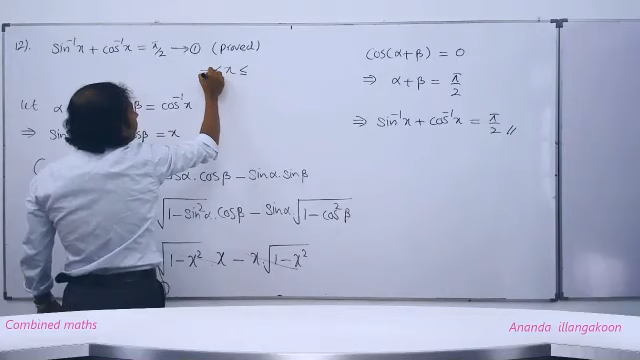 12). sin⁻¹x + cos⁻¹x = π/2 → ① (proved)
x ≤
let α β = cos⁻¹x
⇒ sin cosβ = x
cosα. cosβ – sinα. sinβ
√(1–sin²α). cosβ – sinα. √(1–cos²β)
√(1–x²) x – x. √(1–x²)
cos(α+β) = 0
⇒ α+β = π/2
⇒ sin⁻¹x + cos⁻¹x = π/2 //
Combined maths
Ananda illangakoon